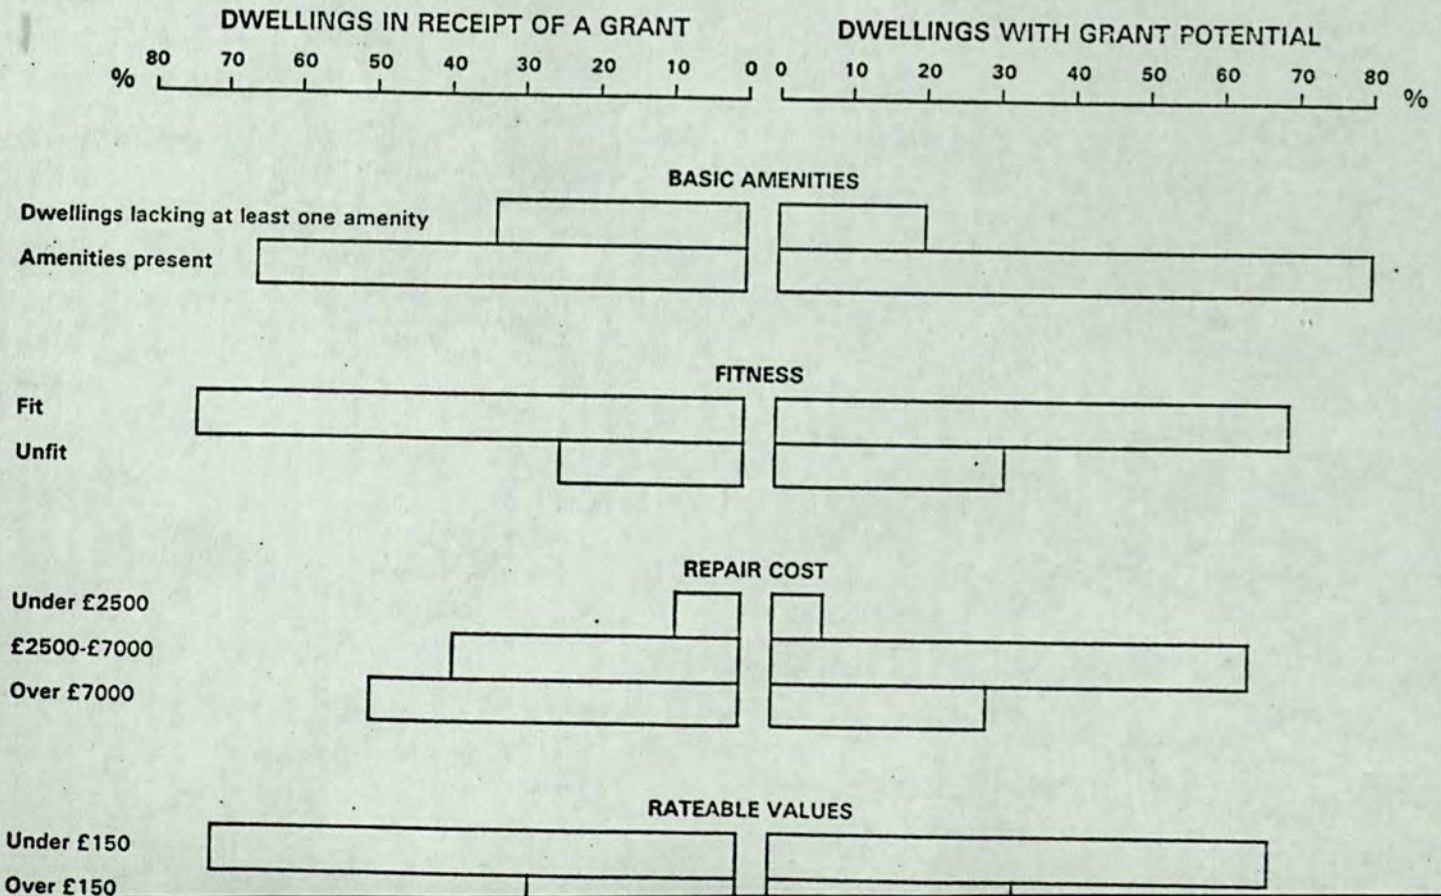 DWELLINGS IN RECEIPT OF A GRANT
DWELLINGS WITH GRANT POTENTIAL
% 80 70 60 50 40 30 20 10 0
0 10 20 30 40 50 60 70 80 %
BASIC AMENITIES
Dwellings lacking at least one amenity
Amenities present
FITNESS
Fit
Unfit
REPAIR COST
Under £2500
£2500-£7000
Over £7000
RATEABLE VALUES
Under £150
Over £150